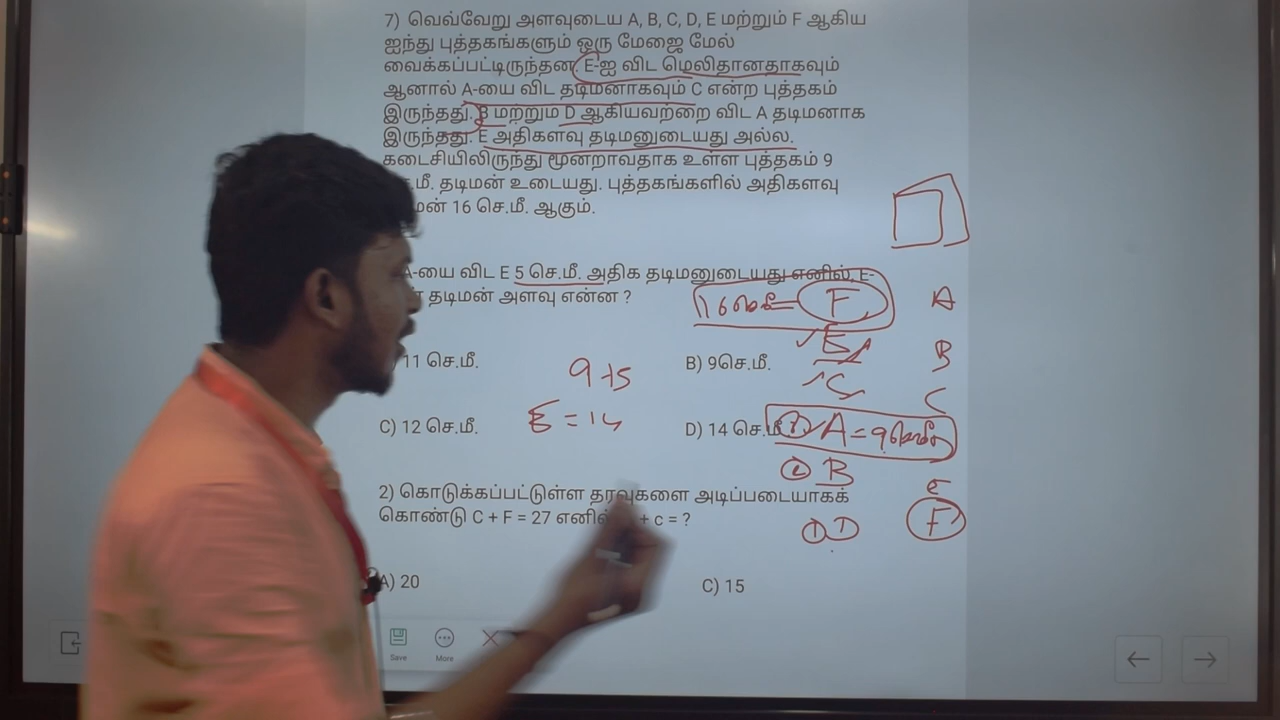 7) வெவ்வேறு அளவுடைய A, B, C, D, E மற்றும் F ஆகிய
ஐந்து புத்தகங்களும் ஒரு மேஜை மேல்
வைக்கப்பட்டிருந்தன. E-ஐ விட மெலிதானதாகவும்
ஆனால் A-யை விட தடிமனாகவும் C என்ற புத்தகம்
இருந்தது. B மற்றும் D ஆகியவற்றை விட A தடிமனாக
இருந்தது. E அதிகளவு தடிமனுடையது அல்ல.
கடைசியிலிருந்து மூன்றாவதாக உள்ள புத்தகம் 9
மீ. தடிமன் உடையது. புத்தகங்களில் அதிகளவு
16 செ.மீ. ஆகும்.
A-யை விட E 5 செ.மீ. அதிக தடிமனுடையது எனில், E-
தடிமன் அளவு என்ன ?
16 செமீ = F
A
E
11 செ.மீ.
B) 9செ.மீ.
B
9+5
C
C
E = 14
C) 12 செ.மீ.
D) 14 செ.மீ
3 A = 9 செமீ
2 B
E
2) கொடுக்கப்பட்டுள்ள தரவுகளை அடிப்படையாகக்
கொண்டு C + F = 27 எனில் + c = ?
1 D
F
A) 20
C) 15
Save
More